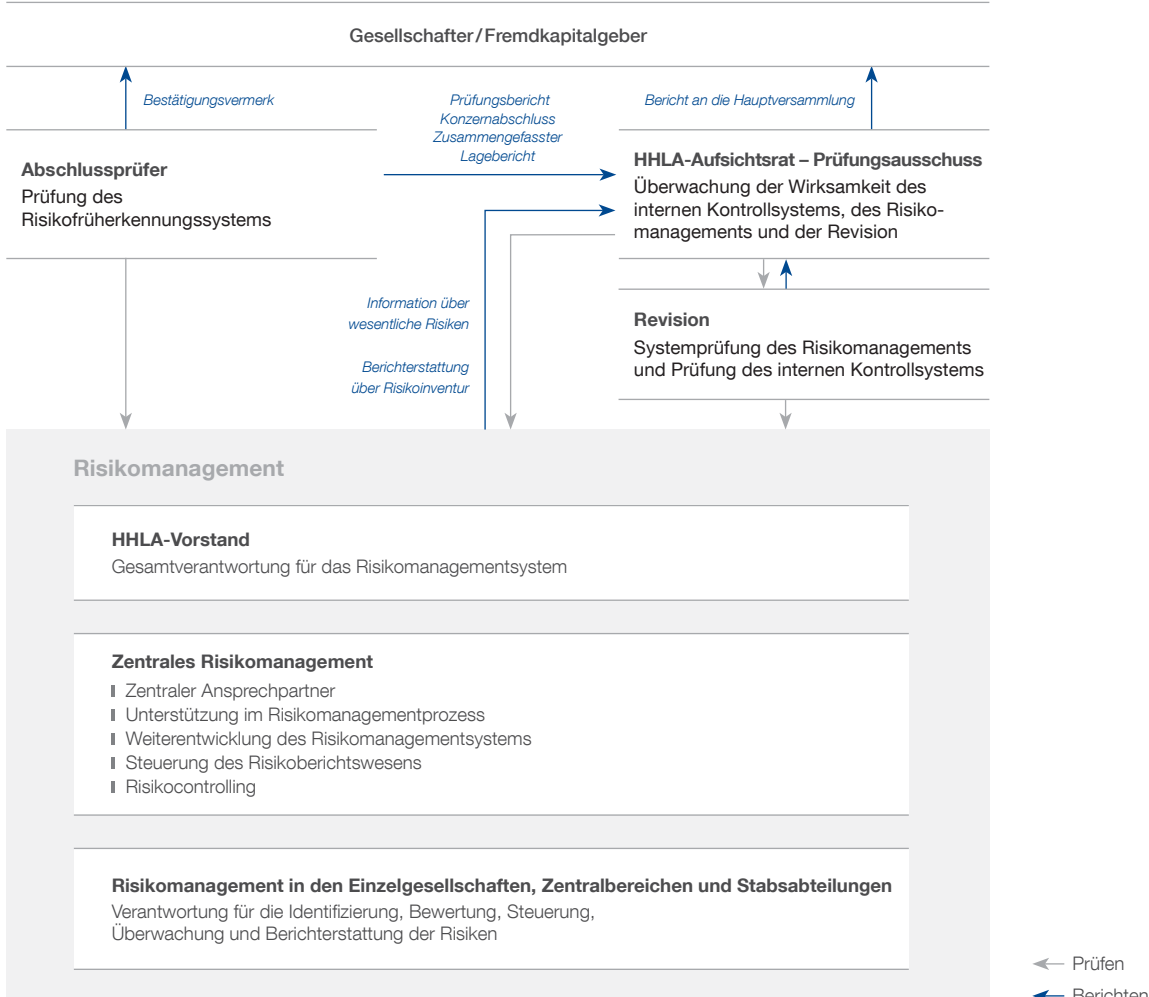 Gesellschafter/Fremdkapitalgeber
Bestätigungsvermerk
Prüfungsbericht
Konzernabschluss
Zusammengefasster
Lagebericht
Bericht an die Hauptversammlung
Abschlussprüfer
Prüfung des
Risikofrüherkennungssystems
HHLA-Aufsichtsrat – Prüfungsausschuss
Überwachung der Wirksamkeit des
internen Kontrollsystems, des Risiko-
managements und der Revision
Information über
wesentliche Risiken
Berichterstattung
über Risikoinventur
Revision
Systemprüfung des Risikomanagements
und Prüfung des internen Kontrollsystems
Risikomanagement
HHLA-Vorstand
Gesamtverantwortung für das Risikomanagementsystem
Zentrales Risikomanagement
Zentraler Ansprechpartner
Unterstützung im Risikomanagementprozess
Weiterentwicklung des Risikomanagementsystems
Steuerung des Risikoberichtswesens
Risikocontrolling
Risikomanagement in den Einzelgesellschaften, Zentralbereichen und Stabsabteilungen
Verantwortung für die Identifizierung, Bewertung, Steuerung,
Überwachung und Berichterstattung der Risiken
Prüfen
Berichten